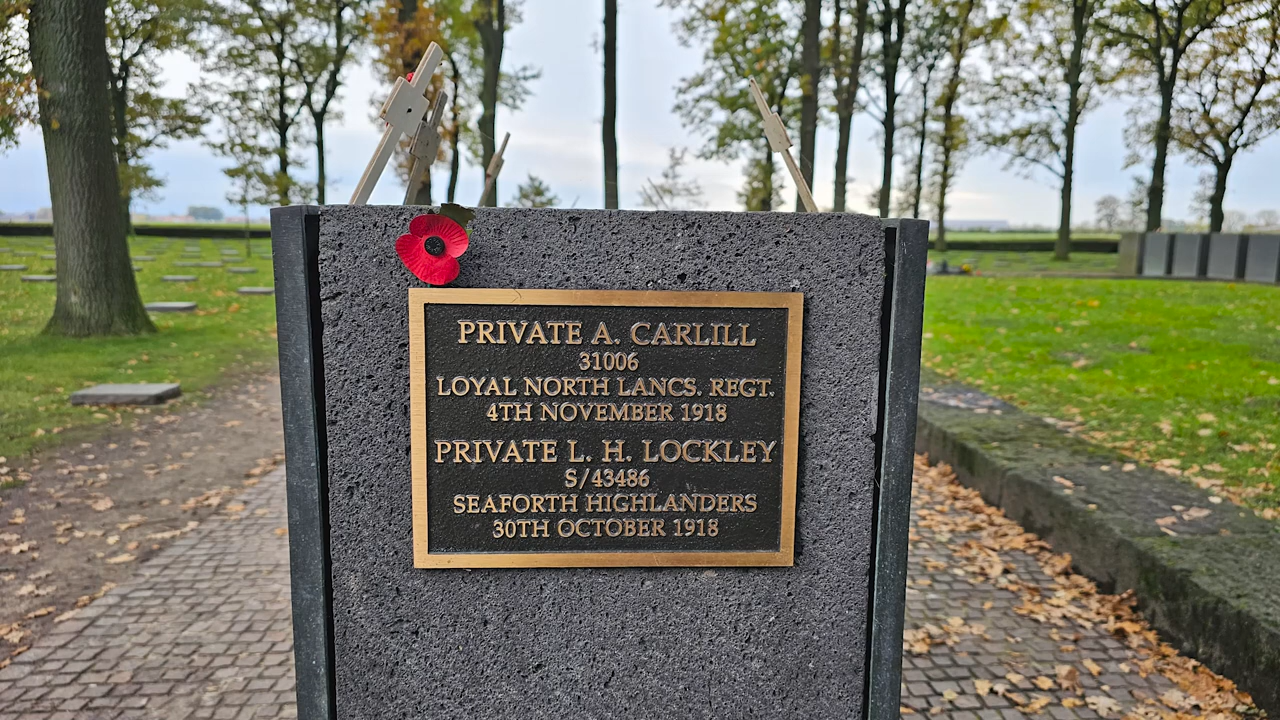 PRIVATE A. CARLILL
31006
LOYAL NORTH LANCS. REGT.
4TH NOVEMBER 1918
PRIVATE L. H. LOCKLEY
S/43486
SEAFORTH HIGHLANDERS
30TH OCTOBER 1918